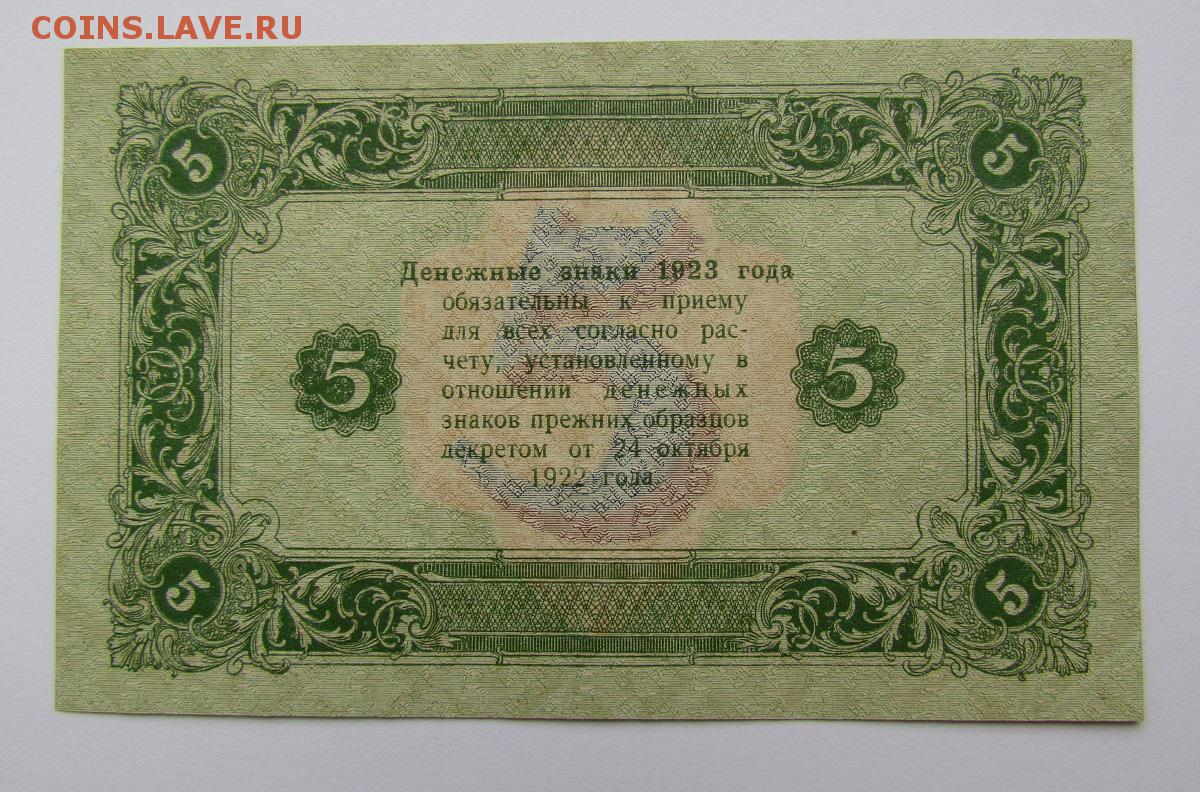 COINS.LAVE.RU
5 5
Денежные знаки 1923 года
обязательны к приему
для всех согласно рас-
чету, установленному в
5 5
отношении денежных
знаков прежних образцов
декретом от 24 октября
1922 года.
5 5